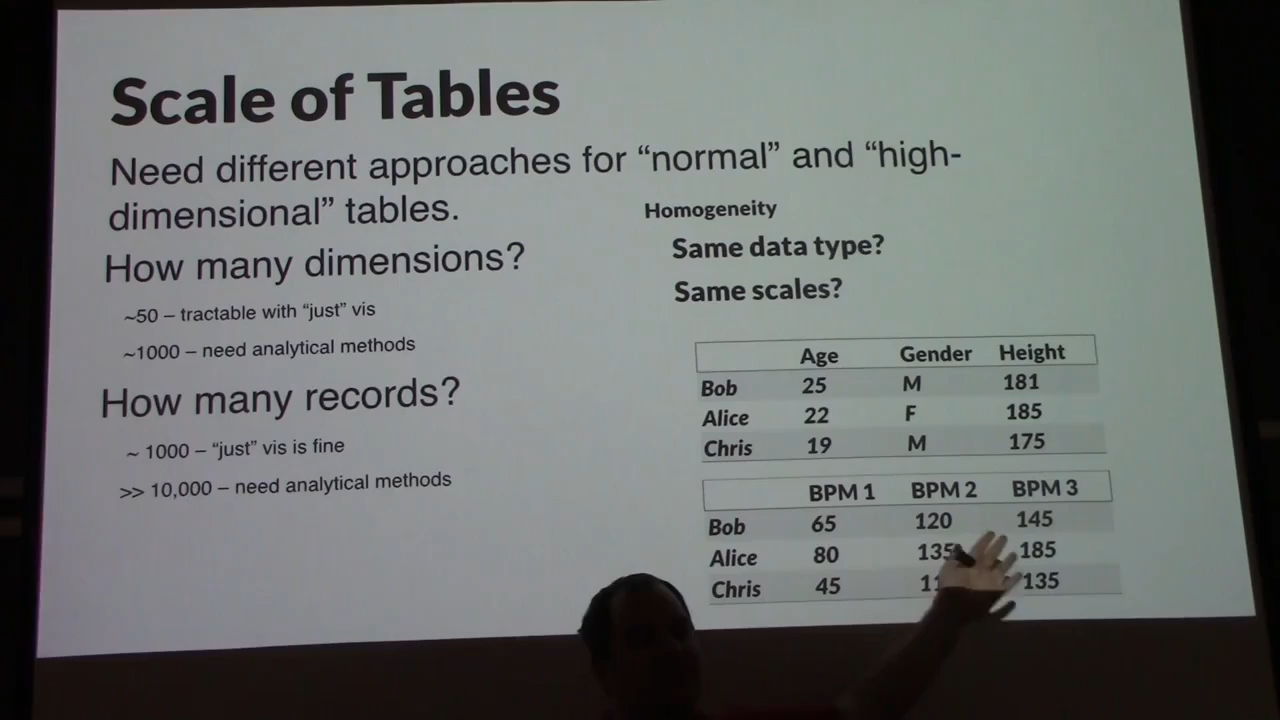 Scale of Tables
Need different approaches for “normal” and “high-
dimensional” tables.
How many dimensions?
~50 – tractable with “just” vis
~1000 – need analytical methods
How many records?
~ 1000 – “just” vis is fine
>> 10,000 – need analytical methods
Homogeneity
Same data type?
Same scales?
Age Gender Height
Bob 25 M 181
Alice 22 F 185
Chris 19 M 175
BPM 1 BPM 2 BPM 3
Bob 65 120 145
Alice 80 135 185
Chris 45 135